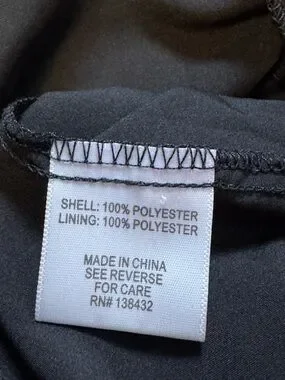 SHELL: 100% POLYESTER
LINING: 100% POLYESTER
MADE IN CHINA
SEE REVERSE
FOR CARE
RN# 138432